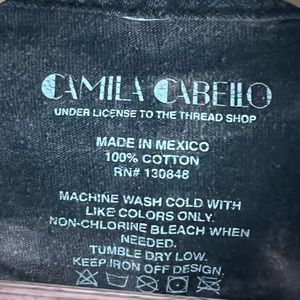 CAMILA CABELLO
UNDER LICENSE TO THE THREAD SHOP
MADE IN MEXICO
100% COTTON
RN# 130848
MACHINE WASH COLD WITH
LIKE COLORS ONLY.
NON-CHLORINE BLEACH WHEN
NEEDED.
TUMBLE DRY LOW.
KEEP IRON OFF DESIGN.